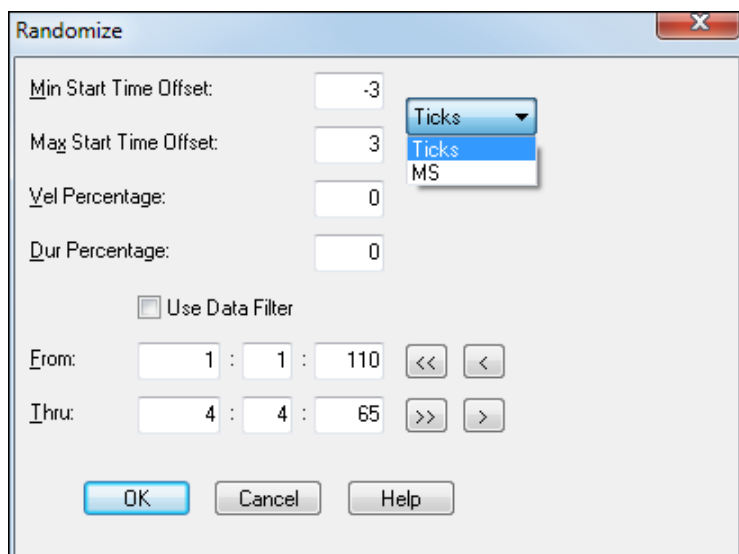 Randomize
Min Start Time Offset: -3
Ticks
Max Start Time Offset: 3
Ticks
MS
Vel Percentage: 0
Dur Percentage: 0
Use Data Filter
From: 1 : 1 : 110 << <
Thru: 4 : 4 : 65 >> >
OK Cancel Help